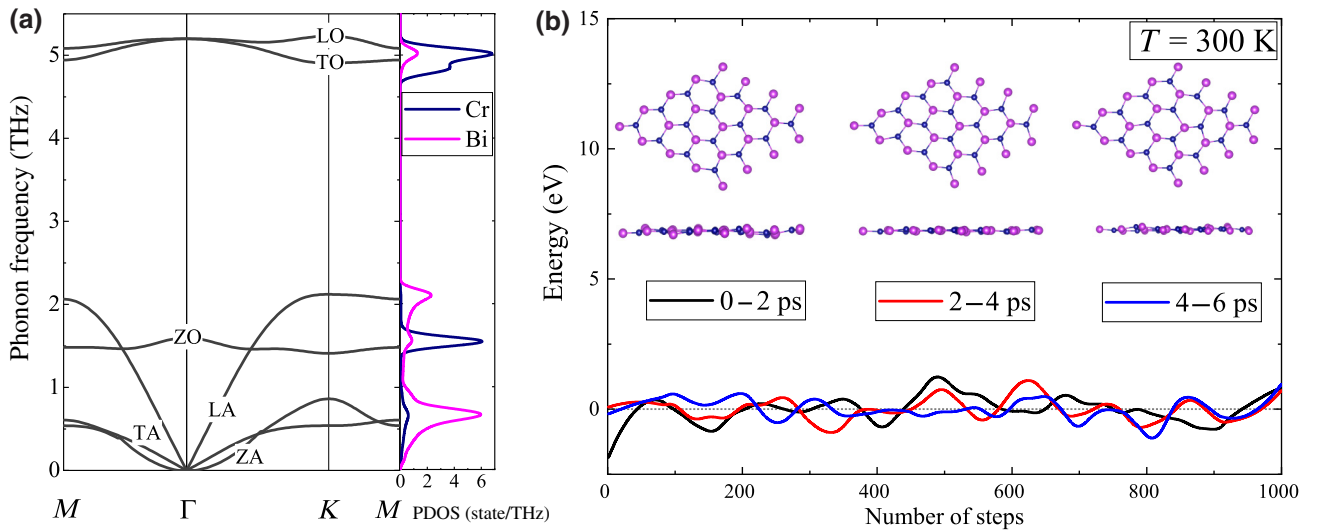 (a)
5
4
3
2
1
0
Phonon frequency (THz)
LO
TO
ZO
LA
TA
ZA
M Γ K M
Cr
Bi
0 2 4 6
PDOS (state/THz)
(b)
15
10
5
0
Energy (eV)
T = 300 K
0–2 ps
2–4 ps
4–6 ps
0 200 400 600 800 1000
Number of steps